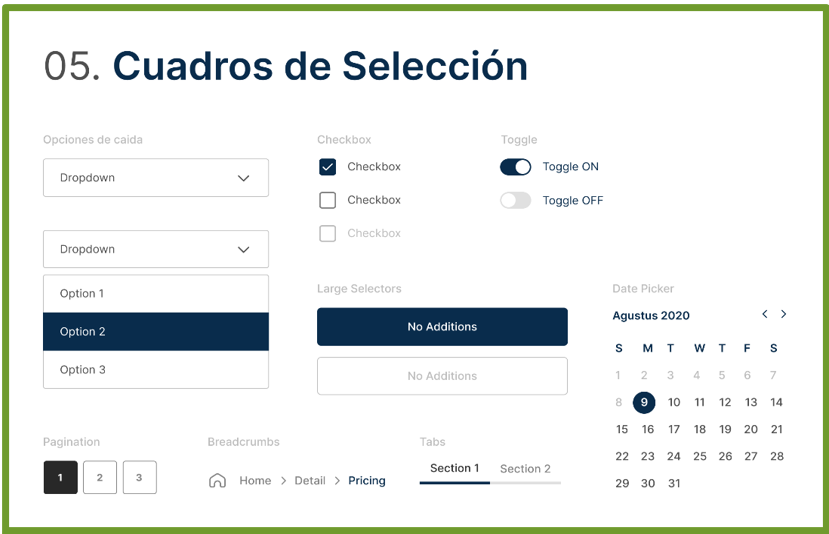 05. Cuadros de Selección
Opciones de caida
Dropdown
Dropdown
Option 1
Option 2
Option 3
Checkbox
Checkbox
Checkbox
Checkbox
Toggle
Toggle ON
Toggle OFF
Large Selectors
No Additions
No Additions
Date Picker
Agustus 2020
S M T W T F S
1 2 3 4 5 6 7
8 9 10 11 12 13 14
15 16 17 18 19 20 21
22 23 24 25 26 27 28
29 30 31
Pagination
1 2 3
Breadcrumbs
Home > Detail > Pricing
Tabs
Section 1 Section 2